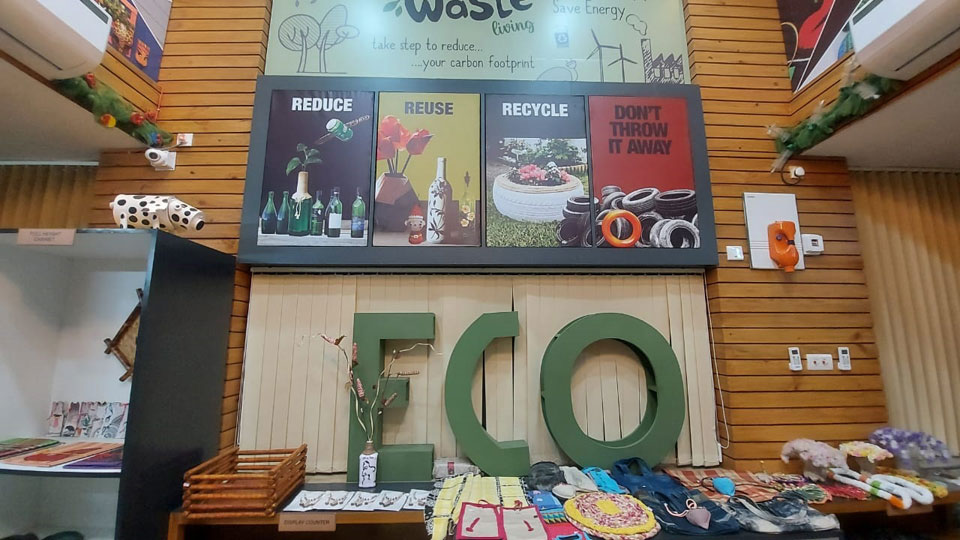 Waste
living
Save Energy
take step to reduce...
....your carbon footprint
REDUCE
REUSE
RECYCLE
DON'T
THROW
IT AWAY
ECO
DISPLAY COUNTER